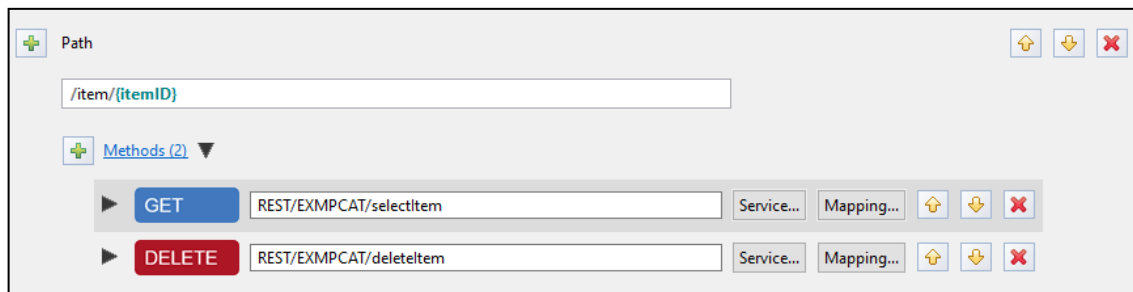 Path
/item/{itemID}
Methods (2)
GET REST/EXMPCAT/selectItem Service... Mapping...
DELETE REST/EXMPCAT/deleteItem Service... Mapping...